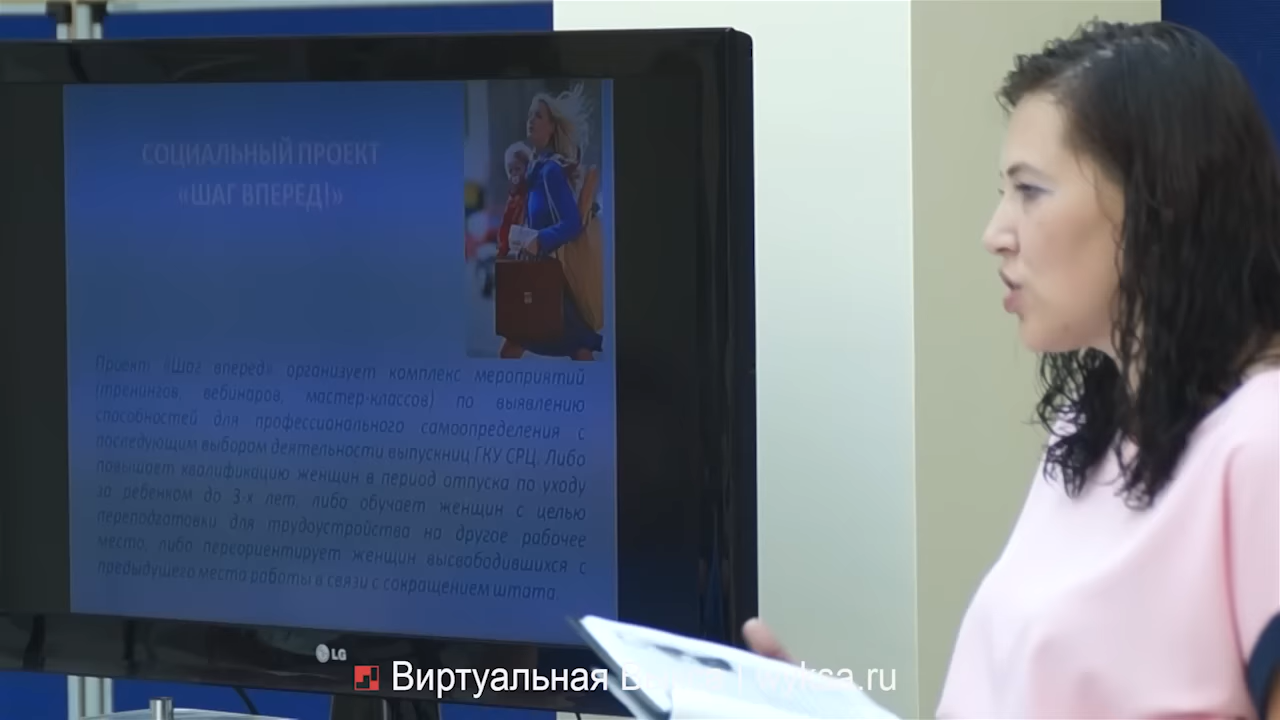 СОЦИАЛЬНЫЙ ПРОЕКТ
«ШАГ ВПЕРЕД!»
Проект «Шаг вперед» организует комплекс мероприятий
(тренингов, вебинаров, мастер-классов) по выявлению
способностей для профессионального самоопределения с
последующим выбором деятельности выпускниц ГКУ СРЦ. Либо
повышает квалификацию женщин в период отпуска по уходу
за ребенком до 3-х лет, либо обучает женщин с целью
переподготовки для трудоустройства на другое рабочее
место, либо переориентирует женщин высвободившихся с
предыдущего места работы в связи с сокращением штата.
LG
Виртуальная